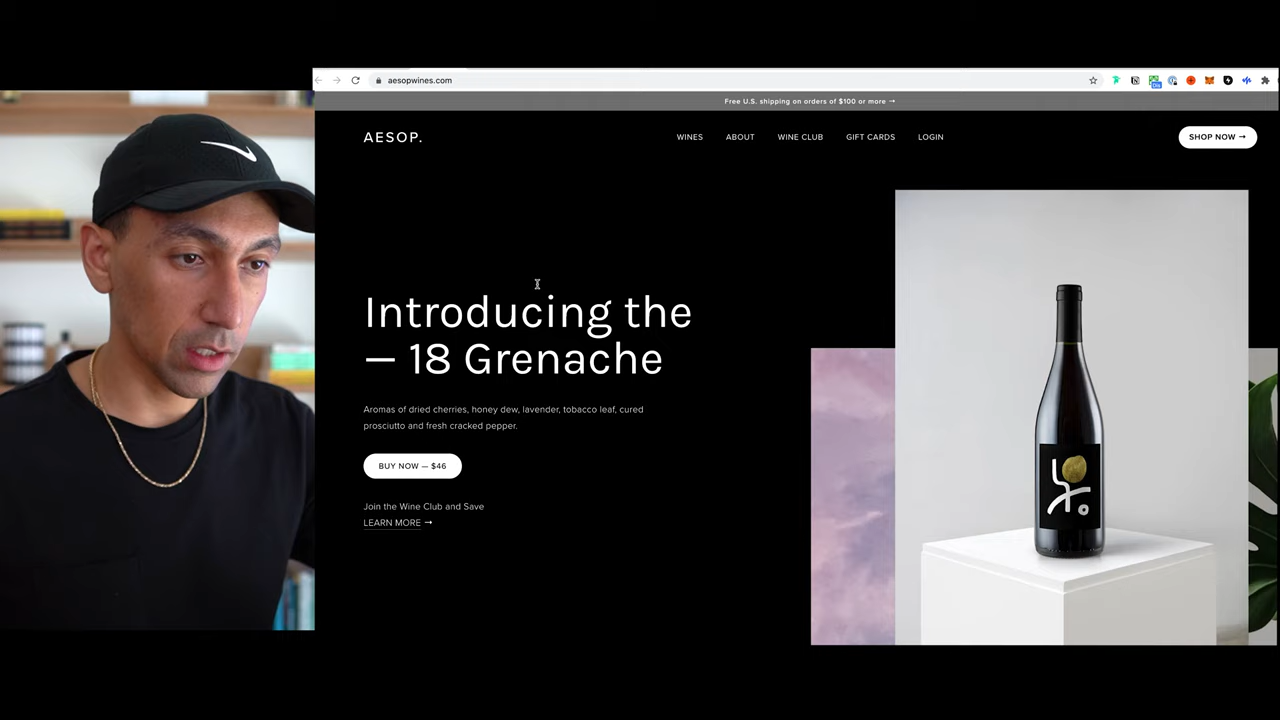 aesopwines.com
Free U.S. shipping on orders of $100 or more →
AESOP.
WINES
ABOUT
WINE CLUB
GIFT CARDS
LOGIN
SHOP NOW →
Introducing the
— 18 Grenache
Aromas of dried cherries, honey dew, lavender, tobacco leaf, cured
prosciutto and fresh cracked pepper.
BUY NOW — $46
Join the Wine Club and Save
LEARN MORE →